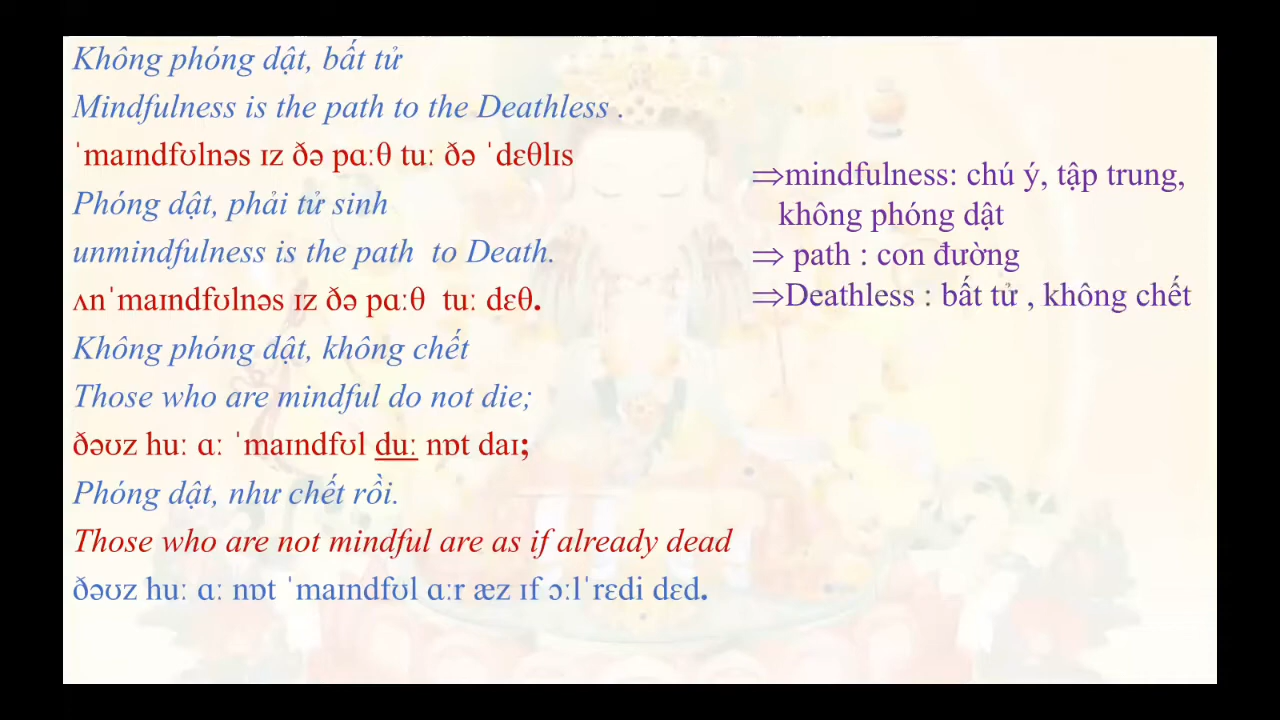 Không phóng dật, bất tử
Mindfulness is the path to the Deathless .
ˈmaɪndfʊlnəs ɪz ðə pɑːθ tuː ðə ˈdɛθlɪs
Phóng dật, phải tử sinh
unmindfulness is the path  to Death.
ʌnˈmaɪndfʊlnəs ɪz ðə pɑːθ  tuː dɛθ.
Không phóng dật, không chết
Those who are mindful do not die;
ðəʊz huː ɑː ˈmaɪndfʊl duː nɒt daɪ;
Phóng dật, như chết rồi.
Those who are not mindful are as if already dead
ðəʊz huː ɑː nɒt ˈmaɪndfʊl ɑːr æz ɪf ɔːlˈrɛdi dɛd.
⇒mindfulness: chú ý, tập trung,
không phóng dật
⇒ path : con đường
⇒Deathless : bất tử , không chết